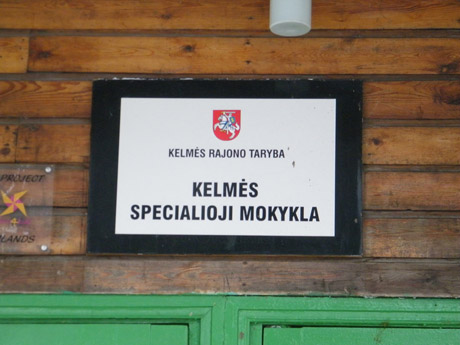 KELMĖS RAJONO TARYBA
KELMĖS
SPECIALIOJI MOKYKLA
PROJECT
LANDS